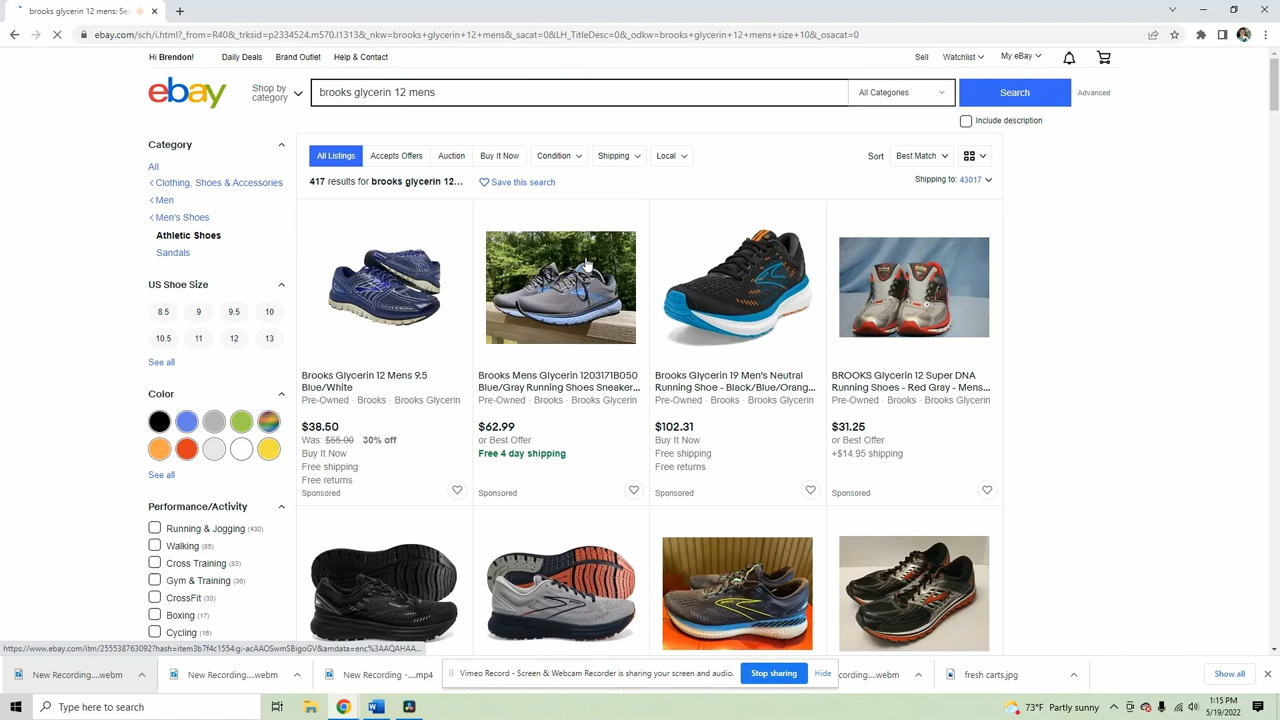 brooks glycerin 12 mens: Se
ebay.com/sch/i.html?_from=R40&_trksid=p2334524.m570.l1313&_nkw=brooks+glycerin+12+mens&_sacat=0&LH_TitleDesc=0&_odkw=brooks+glycerin+12+mens+size+10&_osacat=0
Hi Brendon! Daily Deals Brand Outlet Help & Contact Sell Watchlist My eBay
ebay Shop by category brooks glycerin 12 mens All Categories Search Advanced
Include description
Category
All
Clothing, Shoes & Accessories
Men
Men's Shoes
Athletic Shoes
Sandals
US Shoe Size
8.5 9 9.5 10
10.5 11 12 13
See all
Color
See all
Performance/Activity
Running & Jogging (430)
Walking (85)
Cross Training (83)
Gym & Training (36)
CrossFit (33)
Boxing (17)
Cycling (16)
All Listings Accepts Offers Auction Buy It Now Condition Shipping Local Sort Best Match
417 results for brooks glycerin 12... Save this search Shipping to: 43017
Brooks Glycerin 12 Mens 9.5
Blue/White
Pre-Owned · Brooks · Brooks Glycerin
$38.50
Was: $55.00 30% off
Buy It Now
Free shipping
Free returns
Sponsored
Brooks Mens Glycerin 1203171B050
Blue/Gray Running Shoes Sneaker...
Pre-Owned · Brooks · Brooks Glycerin
$62.99
or Best Offer
Free 4 day shipping
Sponsored
Brooks Glycerin 19 Men's Neutral
Running Shoe - Black/Blue/Orang...
Pre-Owned · Brooks · Brooks Glycerin
$102.31
Buy It Now
Free shipping
Free returns
Sponsored
BROOKS Glycerin 12 Super DNA
Running Shoes - Red Gray - Mens...
Pre-Owned · Brooks · Brooks Glycerin
$31.25
or Best Offer
+$14.95 shipping
Sponsored
New Recording....webm
New Recording....webm
New Recording -....mp4
Vimeo Record - Screen & Webcam Recorder is sharing your screen and audio. Stop sharing Hide
cording....webm
fresh carts.jpg
Show all
Type here to search
73°F Partly sunny
1:15 PM
5/19/2022